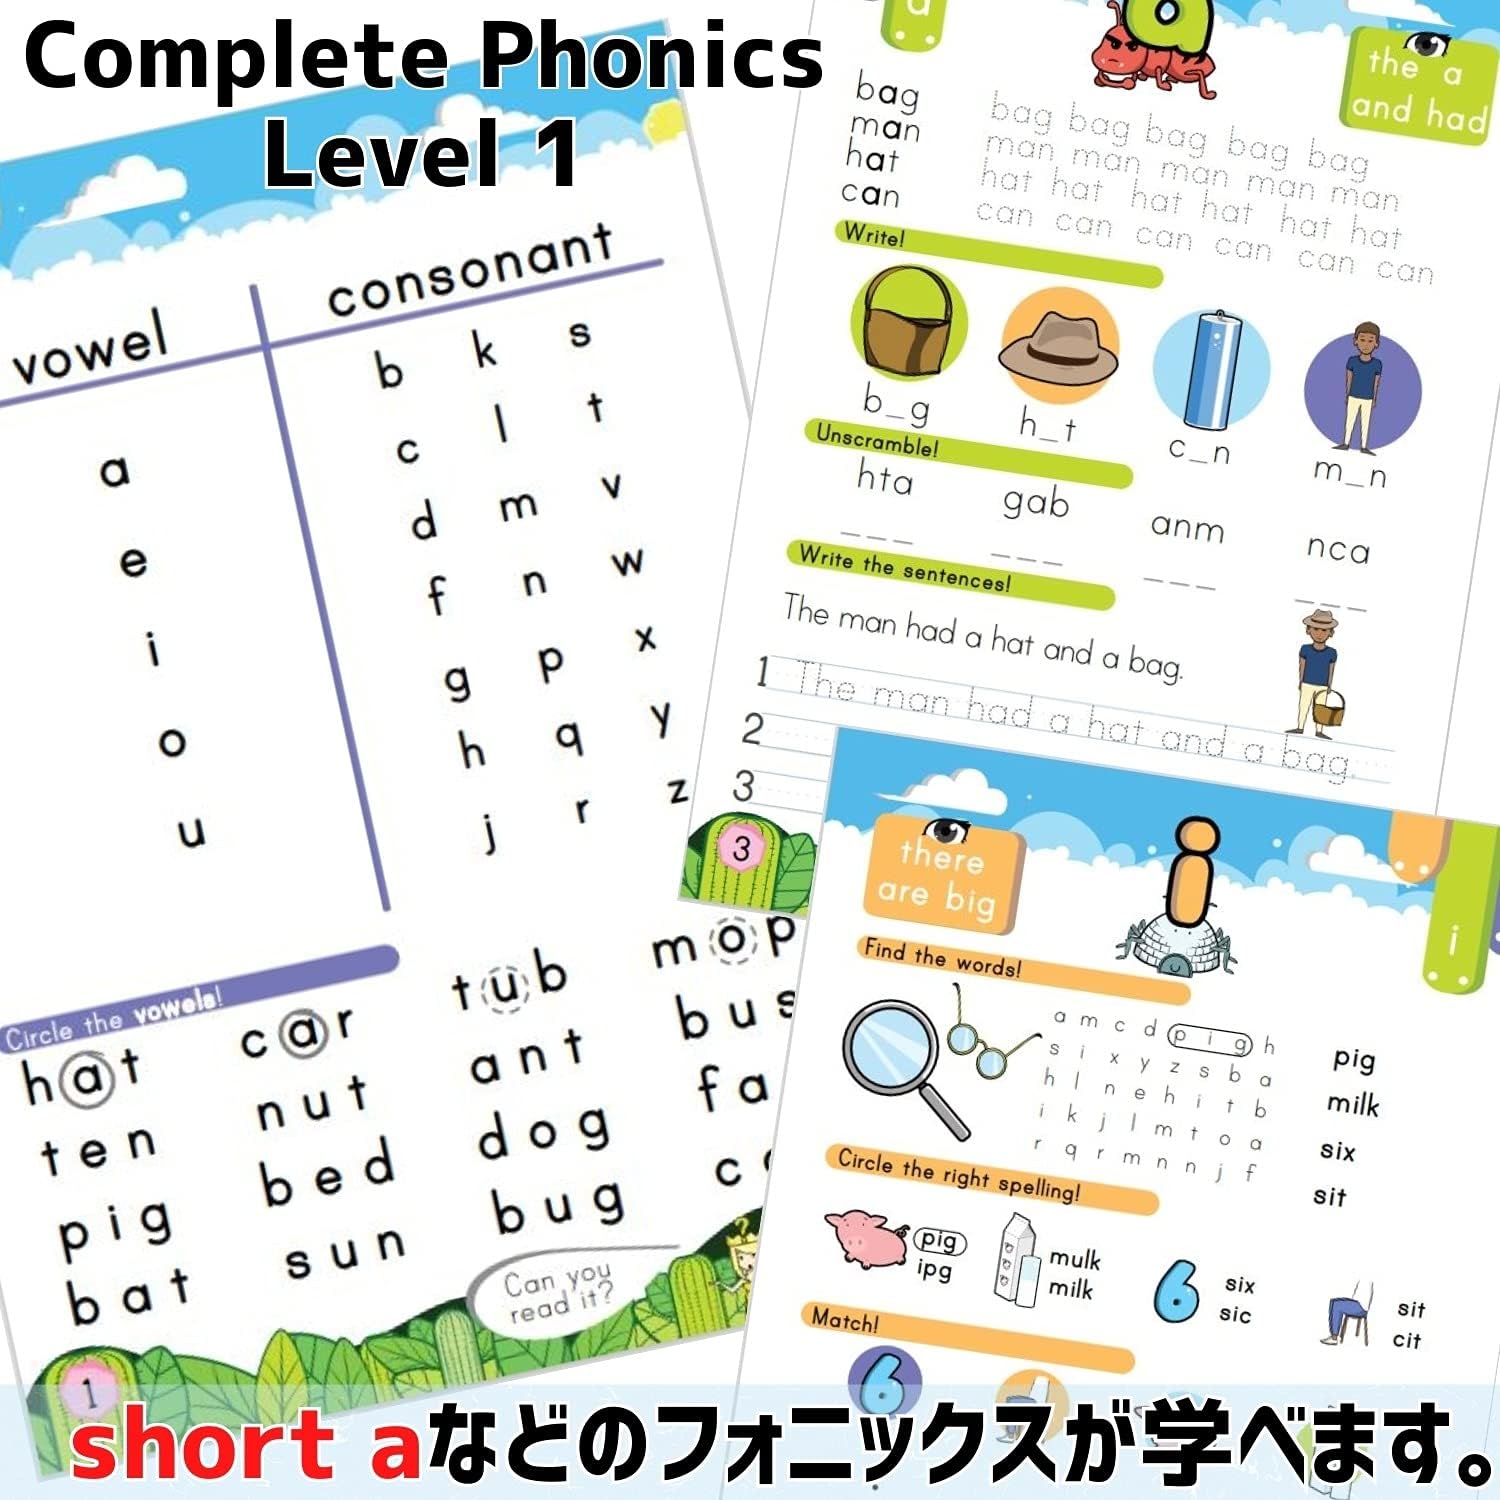 Complete Phonics
Level 1
vowel consonant
a
e
i
o
u
b k s
c l t
d m v
f n w
g p x
h q y
j r z
Circle the vowels!
hat car tub mop
ten nut ant bus
pig bed dog fa
bat sun bug c
Can you
read it?
1
a
a
the a
and had
bag bag bag bag bag bag
man man man man man man
hat hat hat hat hat hat hat
can can can can can can can
Write!
b_g h_t c_n m_n
Unscramble!
hta gab anm nca
___ ___ ___ ___
Write the sentences!
The man had a hat and a bag.
1 The man had a hat and a bag.
2
3
3
there
are big
i
i
Find the words!
a m c d p i g h
s i x y z s b a
h l n e h i t b
i k j l m t o a
r q r m n n j f
pig
milk
six
sit
Circle the right spelling!
pig
ipg
mulk
milk
6
six
sic
sit
cit
Match!
6
short aなどのフォニックスが学べます。